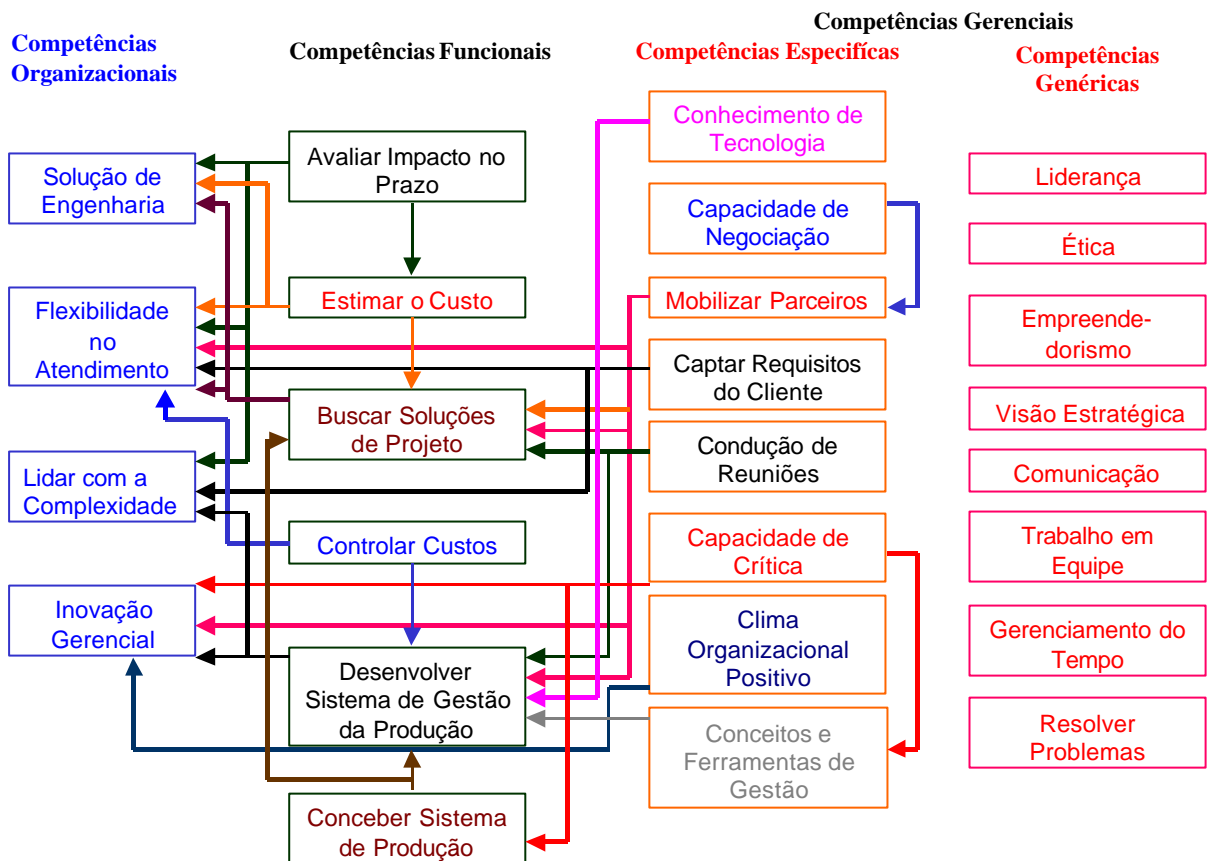 Competências Gerenciais
Competências
Organizacionais
Competências Funcionais
Competências Especifícas
Competências
Genéricas
Solução de
Engenharia
Flexibilidade
no
Atendimento
Lidar com a
Complexidade
Inovação
Gerencial
Avaliar Impacto no
Prazo
Estimar o Custo
Buscar Soluções
de Projeto
Controlar Custos
Desenvolver
Sistema de Gestão
da Produção
Conceber Sistema
de Produção
Conhecimento de
Tecnologia
Capacidade de
Negociação
Mobilizar Parceiros
Captar Requisitos
do Cliente
Condução de
Reuniões
Capacidade de
Crítica
Clima
Organizacional
Positivo
Conceitos e
Ferramentas de
Gestão
Liderança
Ética
Empreende-
dorismo
Visão Estratégica
Comunicação
Trabalho em
Equipe
Gerenciamento do
Tempo
Resolver
Problemas